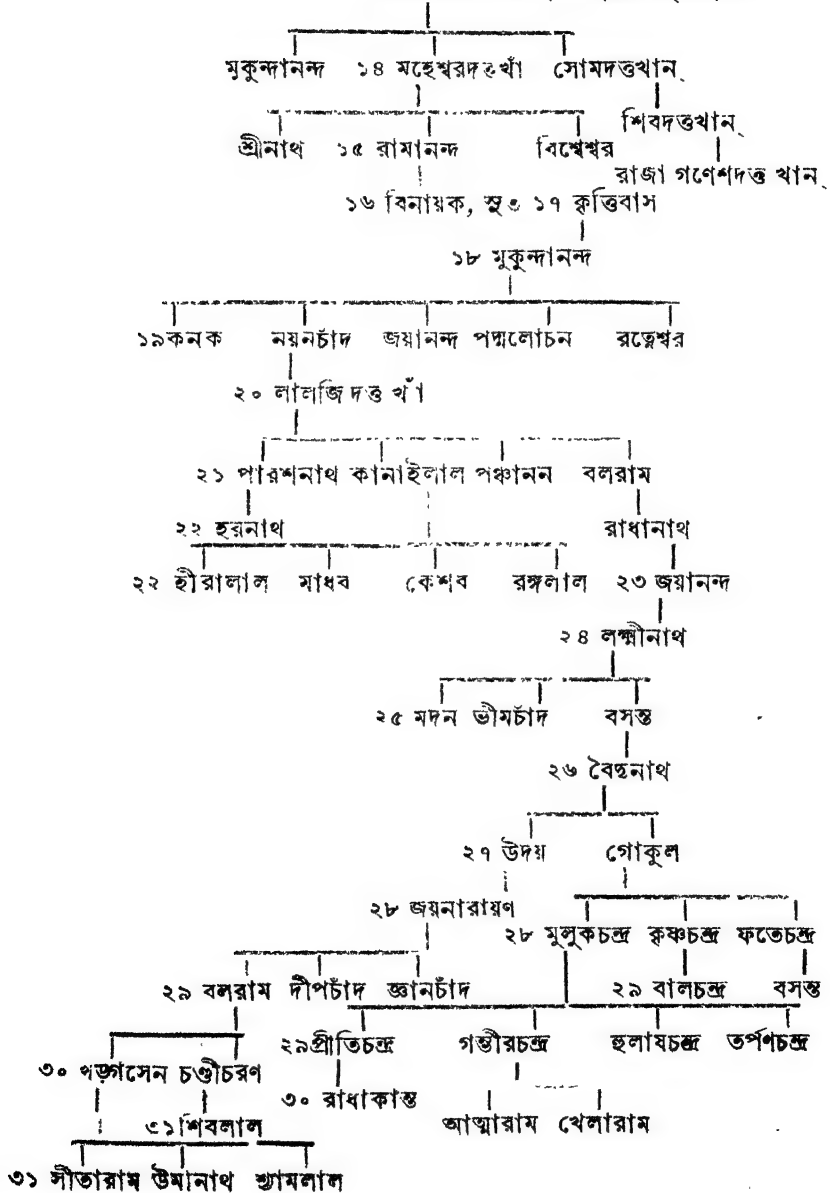 মুকুন্দানন্দ ১৪ মহেশ্বরদত্তখাঁ সোমদত্তখান্
শিবদত্তখান্
শ্রীনাথ ১৫ রামানন্দ বিশ্বেশ্বর
রাজা গণেশদত্ত খান্
১৬ বিনায়ক, সুত ১৭ কৃত্তিবাস
১৮ মুকুন্দানন্দ
১৯কনক নয়নচাঁদ জয়ানন্দ পদ্মলোচন রত্নেশ্বর
২০ লালজি দত্ত খাঁ
২১ পারশনাথ কানাইলাল পঞ্চানন বলরাম
২২ হরনাথ রাধানাথ
২২ হীরালাল মাধব কেশব রঙ্গলাল ২৩ জয়ানন্দ
২৪ লক্ষ্মীনাথ
২৫ মদন ভীমচাঁদ বসন্ত
২৬ বৈদ্যনাথ
২৭ উদয় গোকুল
২৮ জয়নারায়ণ
২৮ মুলুকচন্দ্র কৃষ্ণচন্দ্র ফতেচন্দ্র
২৯ বলরাম দীপচাঁদ জ্ঞানচাঁদ ২৯ বালচন্দ্র বসন্ত
২৯প্রীতিচন্দ্র গম্ভীরচন্দ্র হুলাষচন্দ্র তর্পণচন্দ্র
৩০ খড়্গসেন চণ্ডীচরণ
৩০ রাধাকান্ত
৩১শিবলাল আত্মারাম খেলারাম
৩১ সীতারাম উমানাথ শ্যামলাল